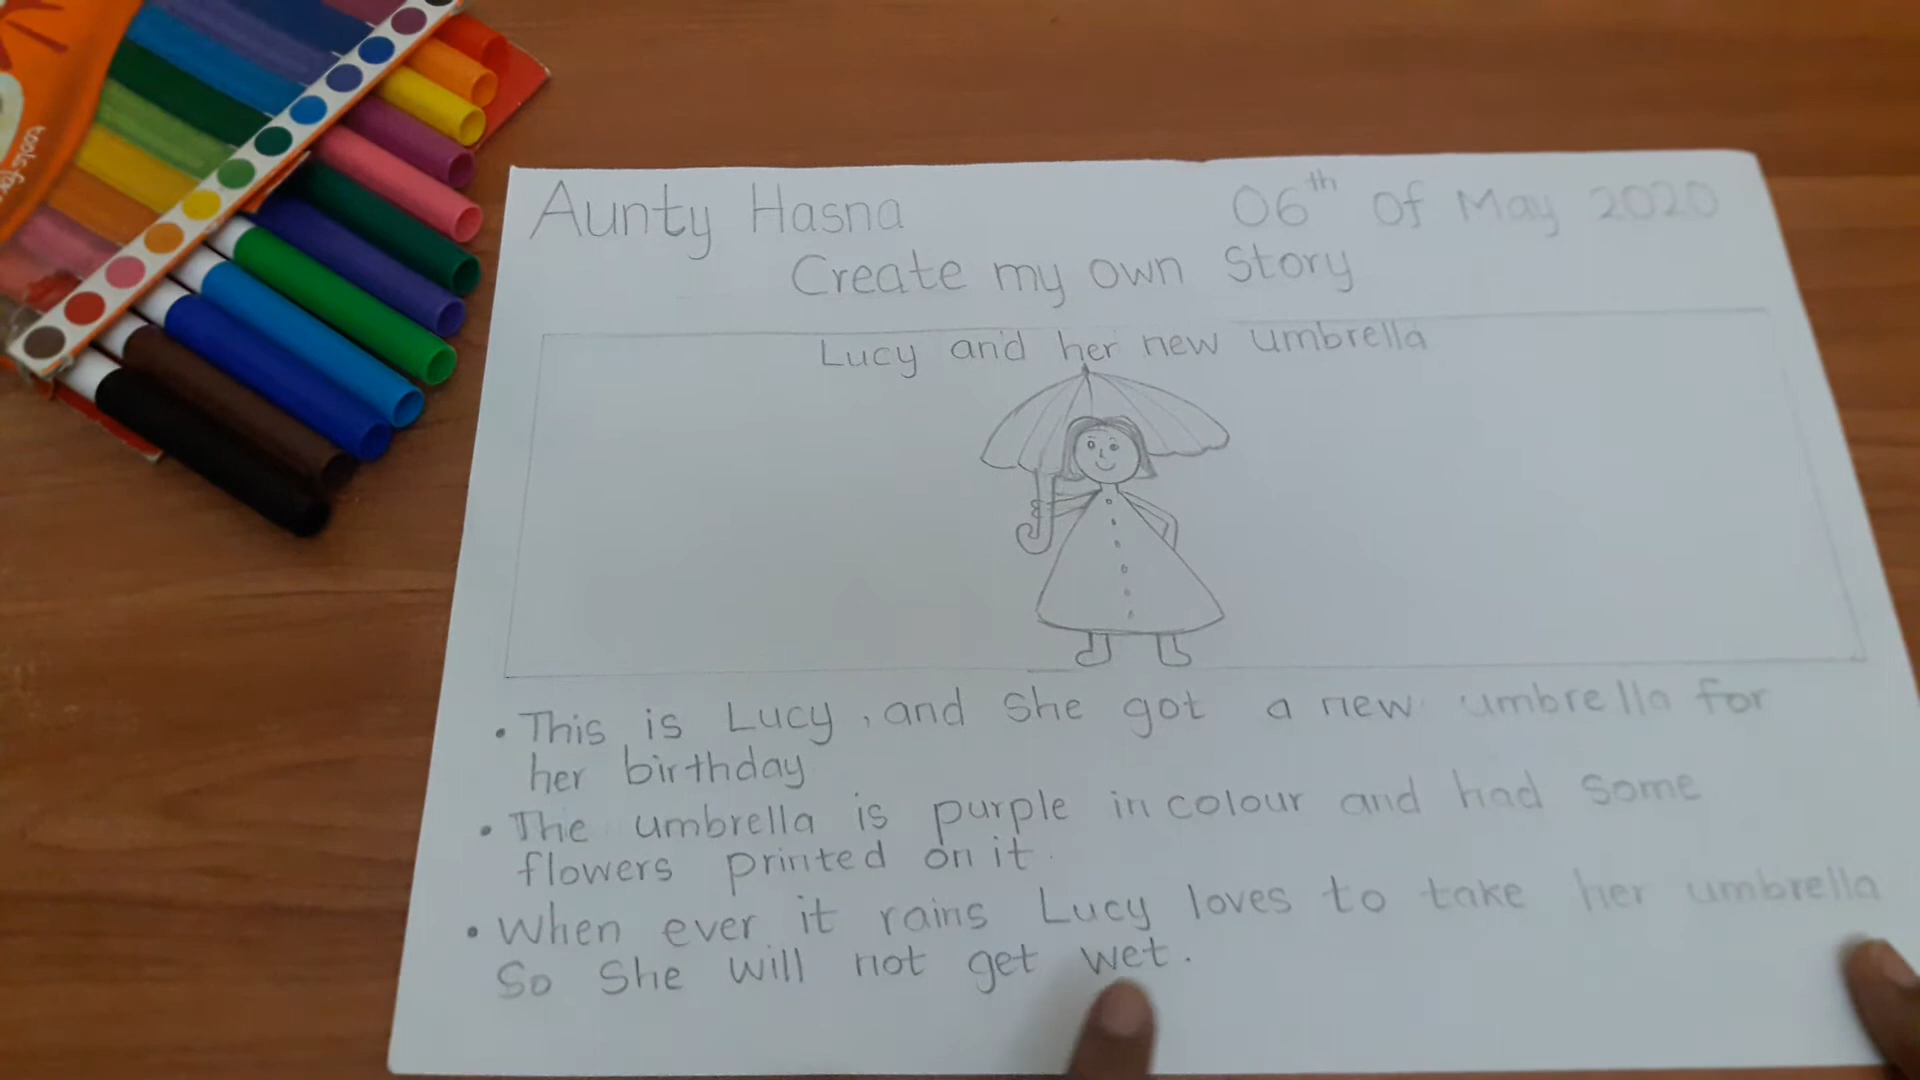 Aunty Hasna 06th Of May 2020
Create my own Story
Lucy and her new umbrella
• This is Lucy, and She got a new umbrella for
her birthday
• The umbrella is purple in colour and had Some
flowers printed on it.
• When ever it rains Lucy loves to take her umbrella
So She will not get wet.